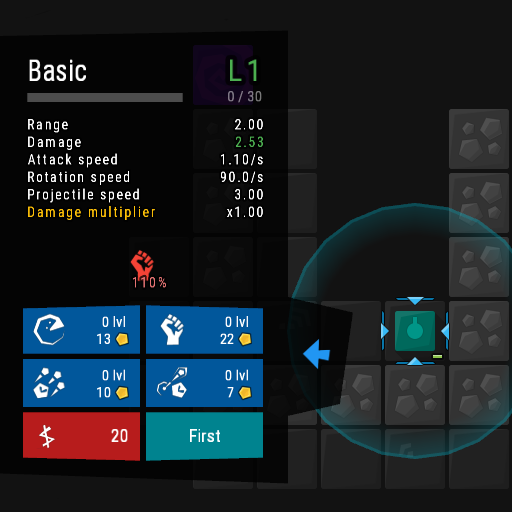 Basic L1
0 / 30
Range 2.00
Damage 2.53
Attack speed 1.10/s
Rotation speed 90.0/s
Projectile speed 3.00
Damage multiplier x1.00
110%
0 lvl 0 lvl
13 22
0 lvl 0 lvl
10 7
20 First